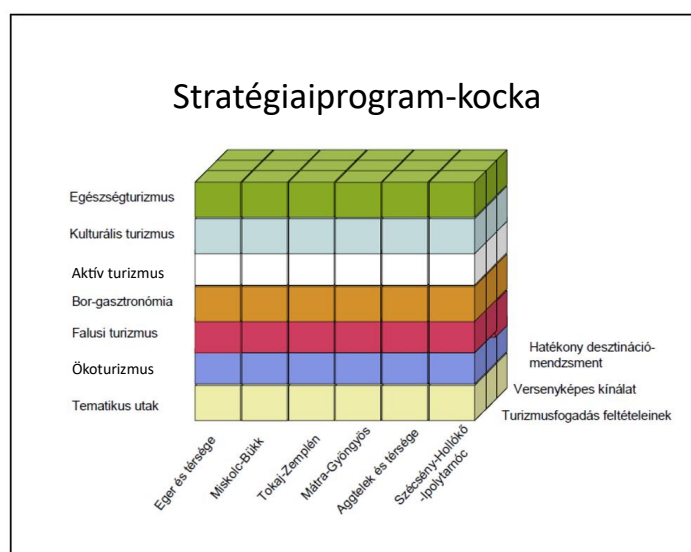 Stratégiaiprogram-kocka
Egészségturizmus
Kulturális turizmus
Aktív turizmus
Bor-gasztronómia
Falusi turizmus
Ökoturizmus
Tematikus utak
Hatékony desztináció-
mendzsment
Versenyképes kínálat
Turizmusfogadás feltételeinek
Eger és térsége
Miskolc-Bükk
Tokaj-Zemplén
Mátra-Gyöngyös
Aggtelek és térsége
Szécsény-Hollókő
-Ipolytarnóc